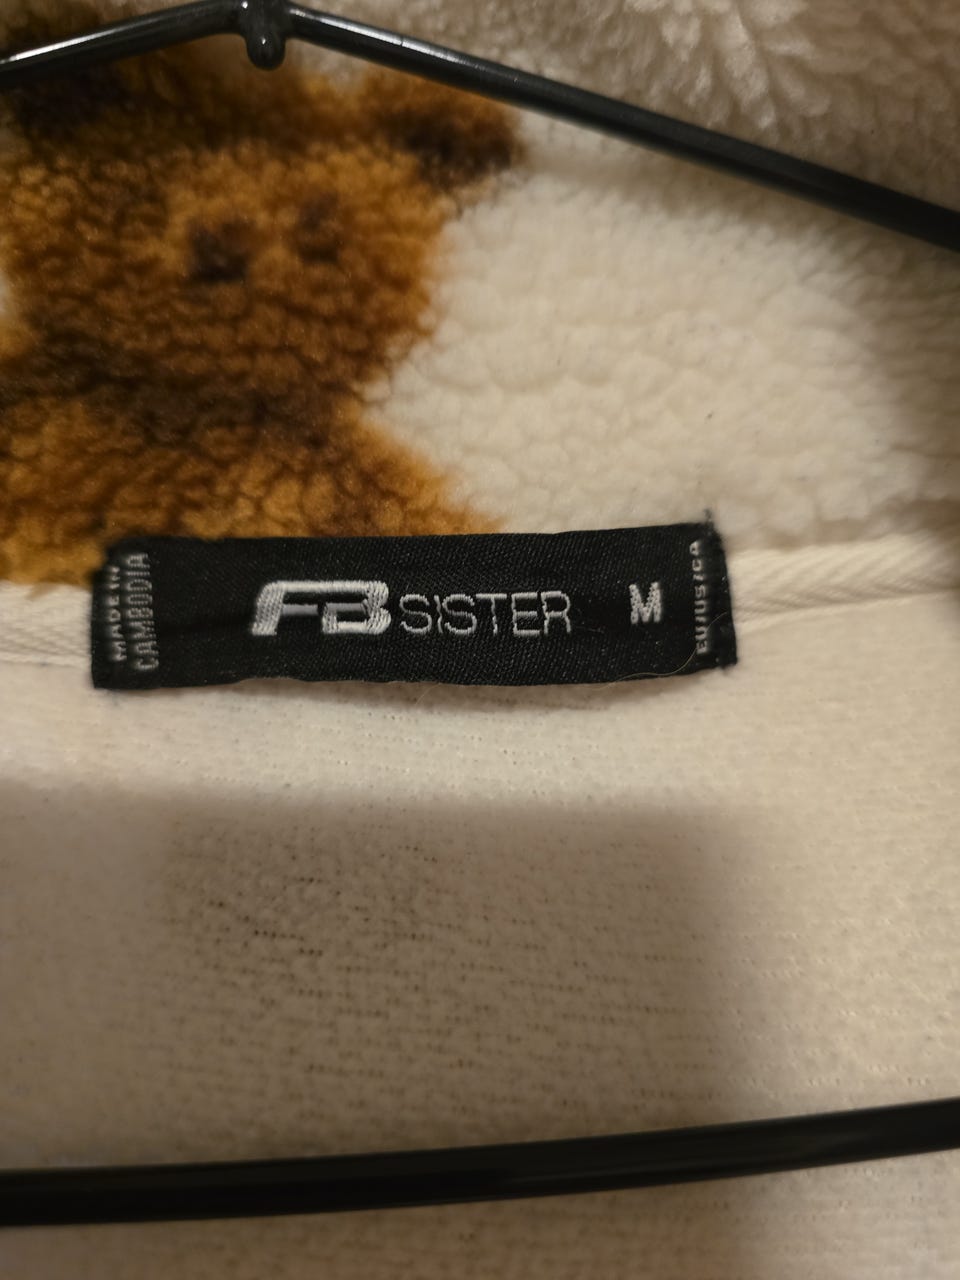 MADE IN
CAMBODIA
FB SISTER
M
EU/US/CA